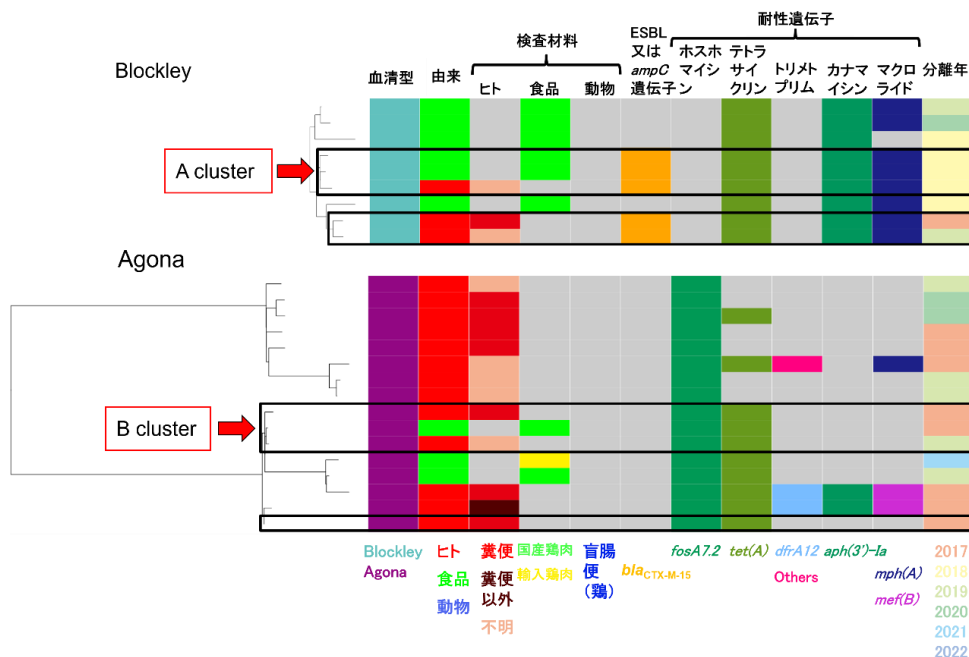 耐性遺伝子
検査材料
ESBL
又は
ampC
遺伝子
ホスホ
マイシ
ン
テトラ
サイ
クリン
トリメト
プリム
カナマ
イシン
マクロ
ライド
分離年
Blockley
血清型
由来
ヒト
食品
動物
A cluster
Agona
B cluster
Blockley
Agona
ヒト
食品
動物
糞便
糞便
以外
不明
国産鶏肉
輸入鶏肉
盲腸
便
(鶏)
blaCTX-M-15
fosA7.2
tet(A)
dfrA12
Others
aph(3')-Ia
mph(A)
mef(B)
2017
2018
2019
2020
2021
2022